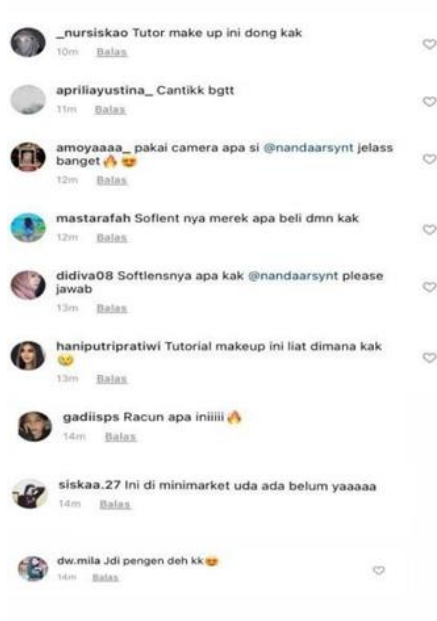 _nursiskao Tutor make up ini dong kak
10m Balas
apriliayustina_ Cantikk bgtt
11m Balas
amoyaaaa_ pakai camera apa si @nandaarsynt jelass
banget🔥😍
12m Balas
mastarafah Soflent nya merek apa beli dmn kak
12m Balas
didiva08 Softlensnya apa kak @nandaarsynt please
jawab
13m Balas
haniputripratiwi Tutorial makeup ini liat dimana kak
😢
13m Balas
gadiisps Racun apa iniiiii🔥
14m Balas
siskaa.27 Ini di minimarket uda ada belum yaaaaa
14m Balas
dw.mila Jdi pengen deh kk😍
14m Balas